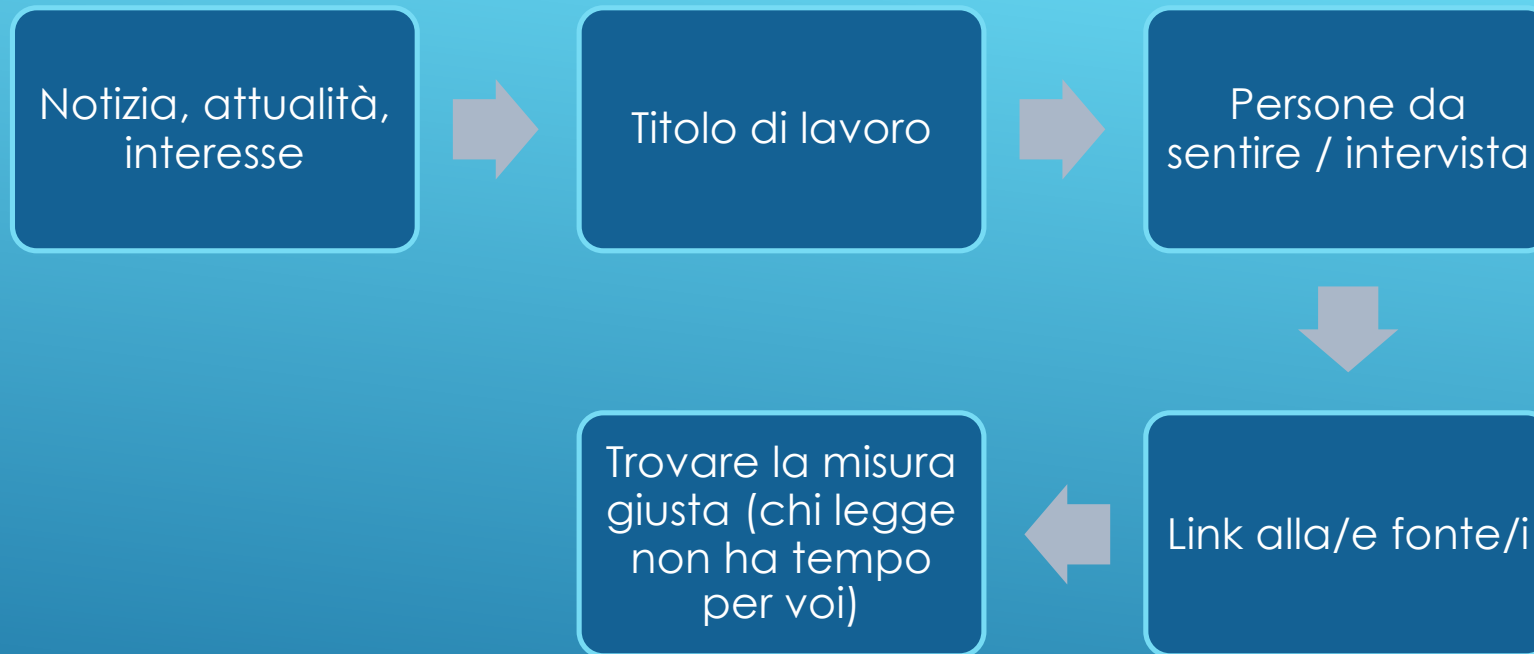 Notizia, attualità,
interesse
Titolo di lavoro
Persone da
sentire / intervista
Link alla/e fonte/i
Trovare la misura
giusta (chi legge
non ha tempo
per voi)